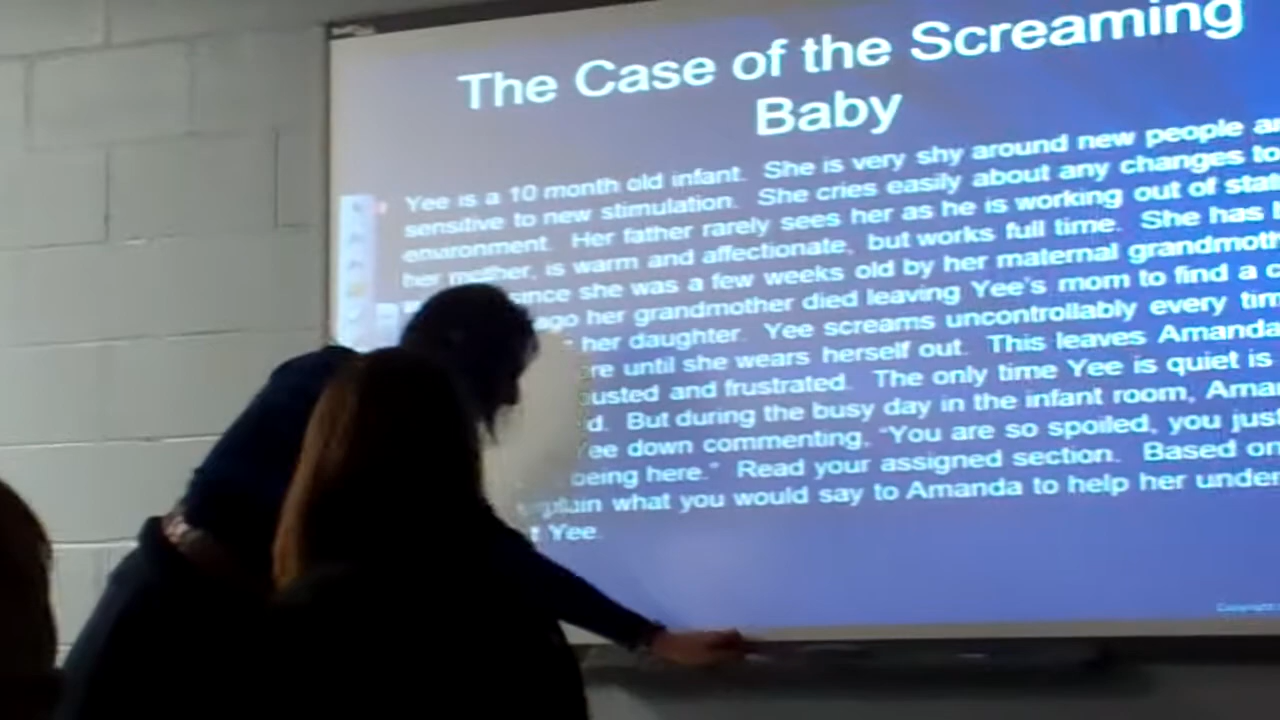 The Case of the Screaming
Baby
Yee is a 10 month old infant. She is very shy around new people
sensitive to new stimulation. She cries easily about any changes to
environment. Her father rarely sees her as he is working out of
her mother, is warm and affectionate, but works full time. She has
since she was a few weeks old by her maternal
ago her grandmother died leaving Yee's mom to find a
her daughter. Yee screams uncontrollably every
until she wears herself out. This leaves Amanda
and frustrated. The only time Yee is quiet is
But during the busy day in the infant room,
down commenting, "You are so spoiled, you
being here." Read your assigned section. Based on
what you would say to Amanda to help her
Yee.